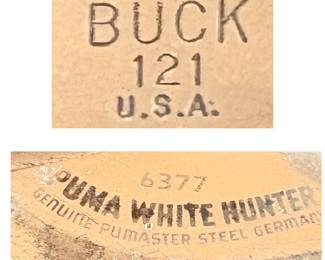 BUCK
121
U.S.A.
6377
PUMA WHITE HUNTER
GENUINE PUMASTER STEEL GERMANY